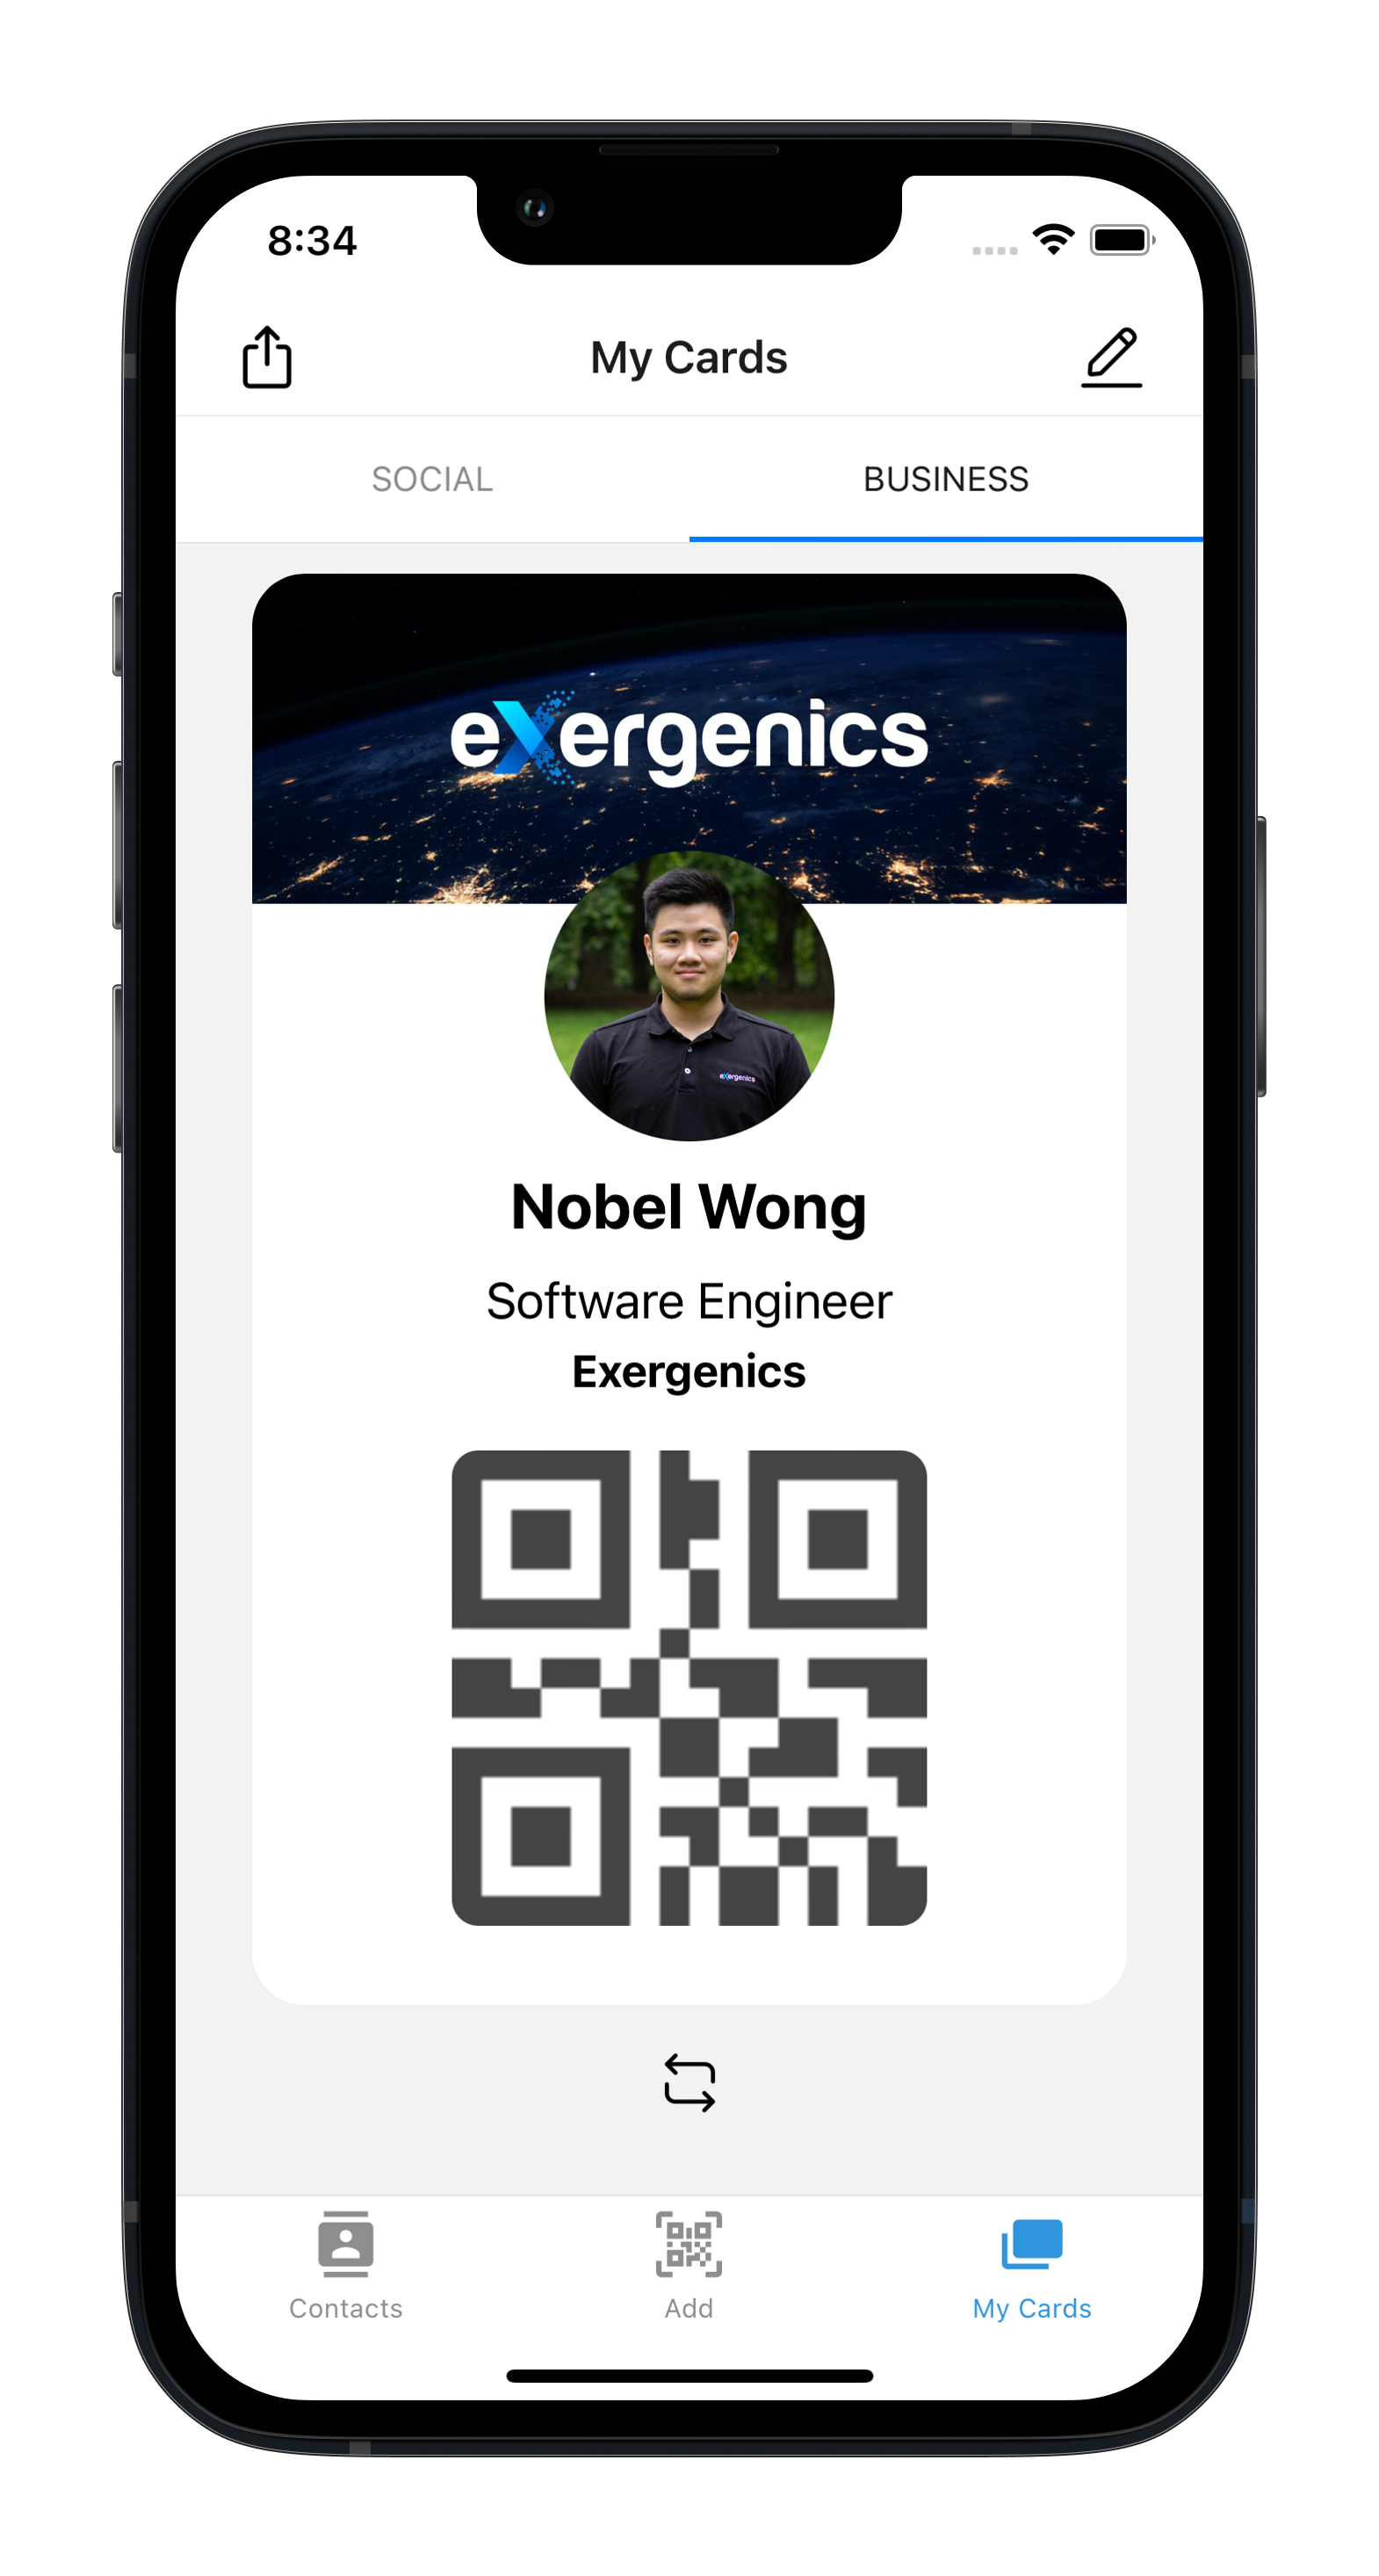 8:34
My Cards
SOCIAL
BUSINESS
exergenics
exergenics
Nobel Wong
Software Engineer
Exergenics
Contacts
Add
My Cards